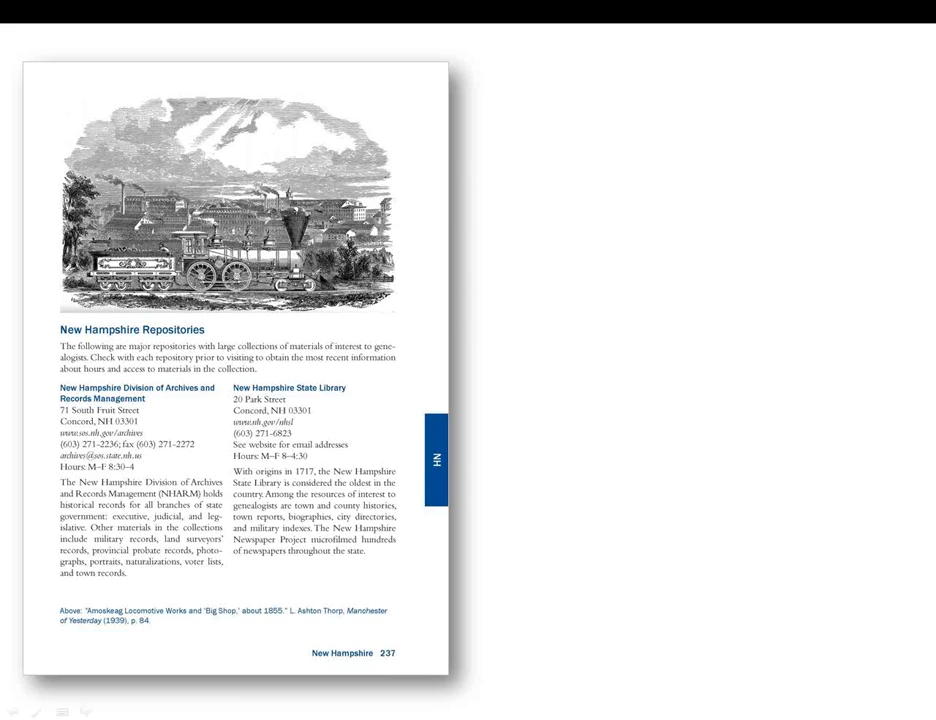 New Hampshire Repositories
The following are major repositories with large collections of materials of interest to gene-
alogists. Check with each repository prior to visiting to obtain the most recent information
about hours and access to materials in the collection.
New Hampshire Division of Archives and
Records Management
71 South Fruit Street
Concord, NH 03301
www.sos.nh.gov/archives
(603) 271-2236; fax (603) 271-2272
archives@sos.state.nh.us
Hours: M–F 8:30–4
The New Hampshire Division of Archives
and Records Management (NHARM) holds
historical records for all branches of state
government: executive, judicial, and leg-
islative. Other materials in the collections
include military records, land surveyors'
records, provincial probate records, photo-
graphs, portraits, naturalizations, voter lists,
and town records.
New Hampshire State Library
20 Park Street
Concord, NH 03301
www.nh.gov/nhsl
(603) 271-6823
See website for email addresses
Hours: M–F 8–4:30
With origins in 1717, the New Hampshire
State Library is considered the oldest in the
country. Among the resources of interest to
genealogists are town and county histories,
town reports, biographies, city directories,
and military indexes. The New Hampshire
Newspaper Project microfilmed hundreds
of newspapers throughout the state.
NH
Above: "Amoskeag Locomotive Works and 'Big Shop,' about 1855." L. Ashton Thorp, Manchester
of Yesterday (1939), p. 84.
New Hampshire 237